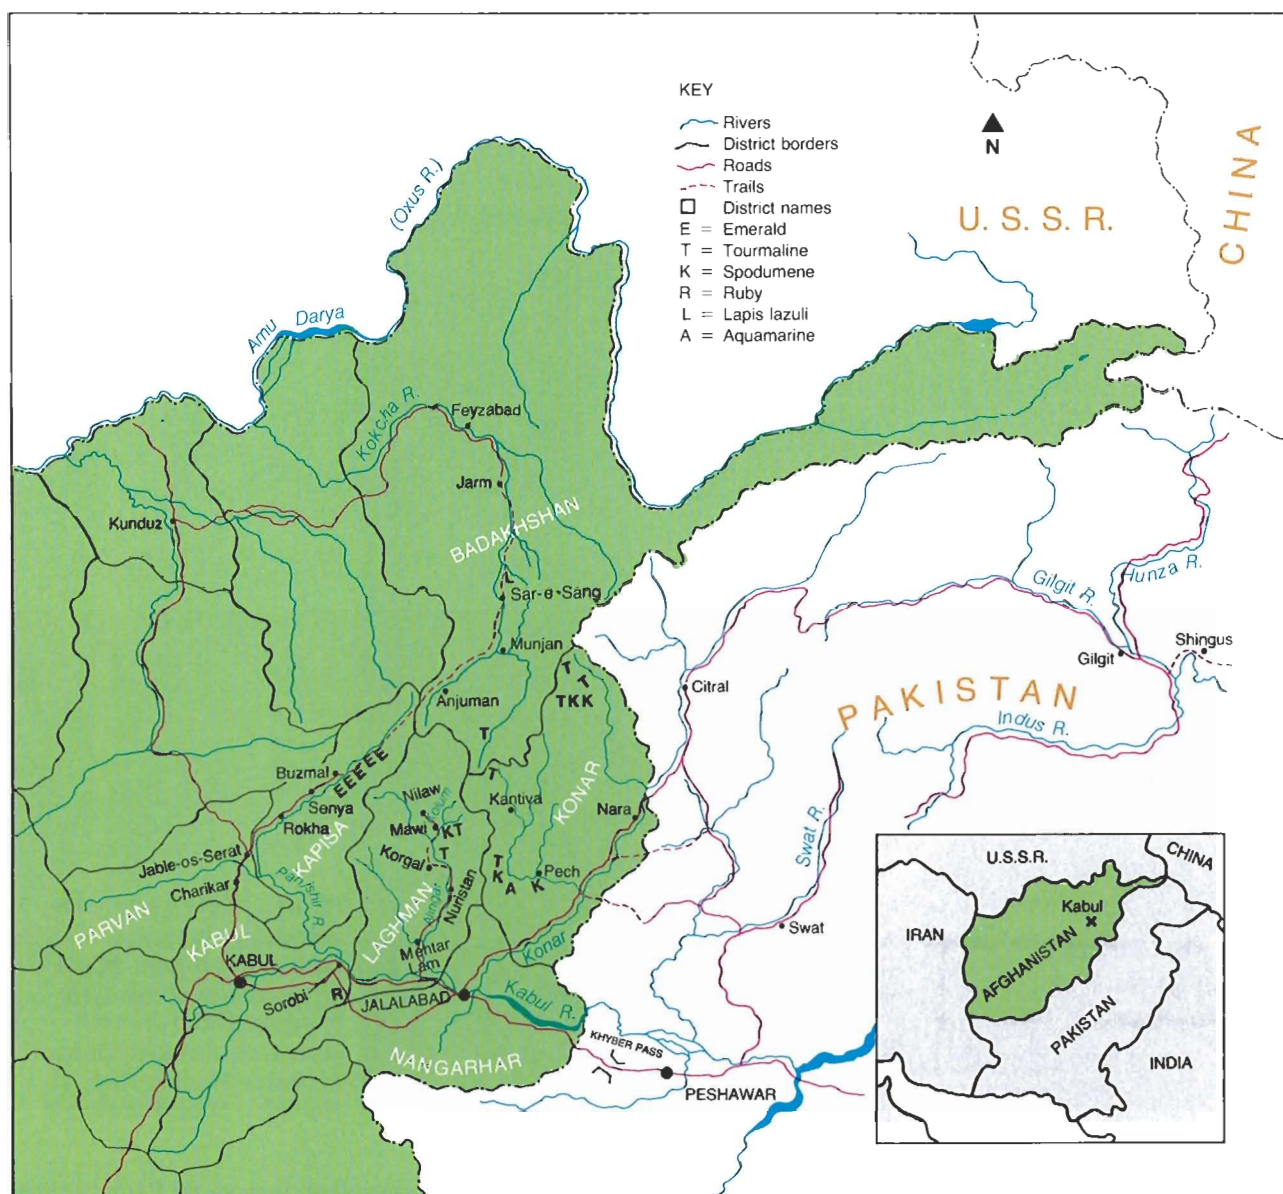 KEY
Rivers
District borders
Roads
Trails
District names
E = Emerald
T = Tourmaline
K = Spodumene
R = Ruby
L = Lapis lazuli
A = Aquamarine
N
U. S. S. R.
CHINA
(Oxus R.)
Amu Darya
Kokcha R.
Feyzabad
Jarm
Kunduz
BADAKHSHAN
L
Sar-e-Sang
Munjan
Anjuman
T
T
TKK
T
T
Gilgit R.
Hunza R.
Gilgit
Shingus
Citral
PAKISTAN
Indus R.
Buzmal
EEEEE
Senya
Rokha
KAPISA
Nilaw
Kolum
Mawi
KT
T
Korgal
Kantiva
KONAR
Nara
Swat R.
Jable-os-Serat
Charikar
Panjshir R.
PARVAN
LAGHMAN
Alingar
Nuristan
T
K
A
K
Pech
Swat
KABUL
KABUL
Mehtar
Lam
Konar
Sorobi
R
JALALABAD
Kabul R.
NANGARHAR
KHYBER PASS
PESHAWAR
U.S.S.R.
CHINA
Kabul
IRAN
AFGHANISTAN
PAKISTAN
INDIA